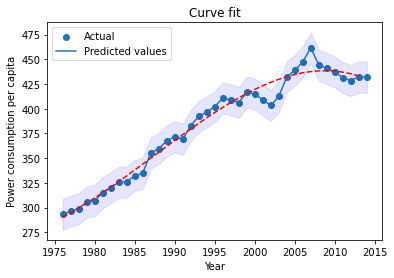 Curve fit
Actual
Predicted values
Power consumption per capita
475
450
425
400
375
350
325
300
275
1975 1980 1985 1990 1995 2000 2005 2010 2015
Year